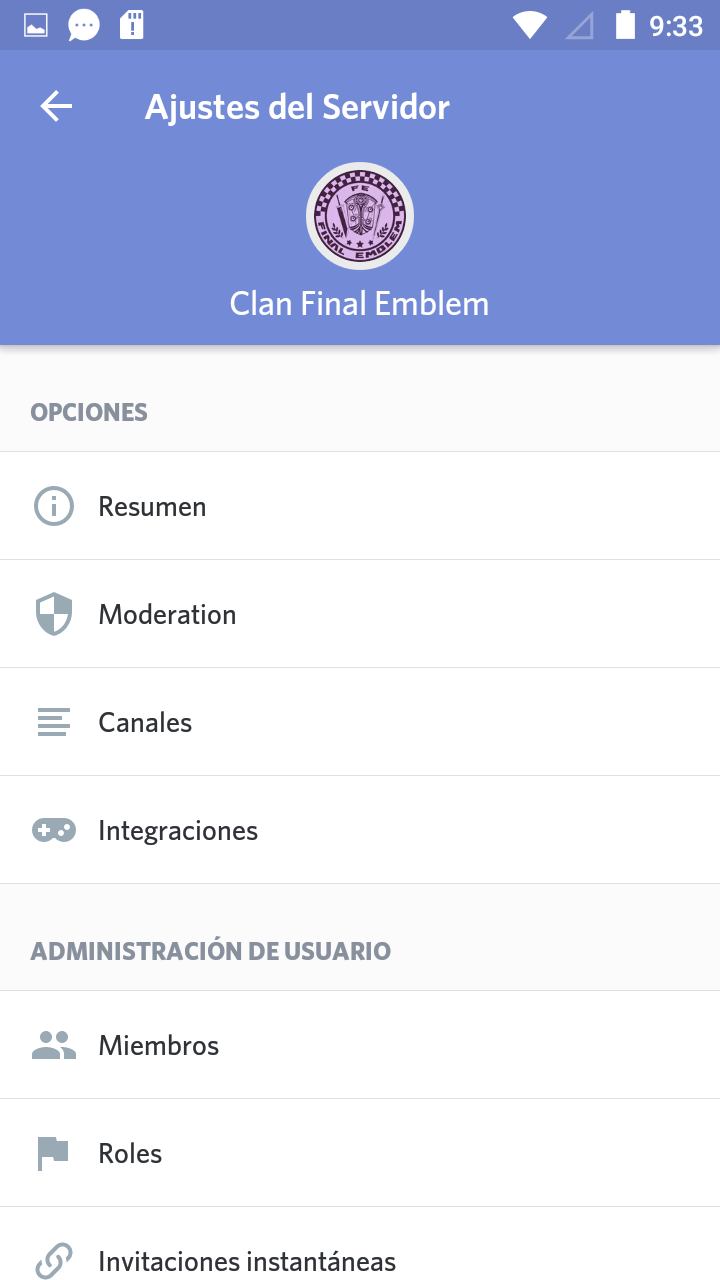 9:33
Ajustes del Servidor
FE
FINAL EMBLEM
Clan Final Emblem
OPCIONES
Resumen
Moderation
Canales
Integraciones
ADMINISTRACIÓN DE USUARIO
Miembros
Roles
Invitaciones instantáneas